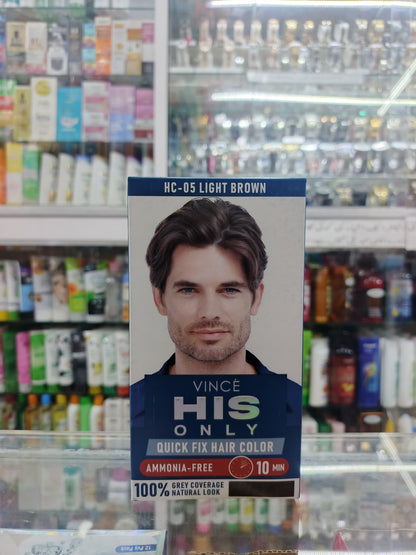 HC-05 LIGHT BROWN
VINCÉ
HIS
ONLY
QUICK FIX HAIR COLOR
AMMONIA-FREE 10 MIN
100% GREY COVERAGE
NATURAL LOOK